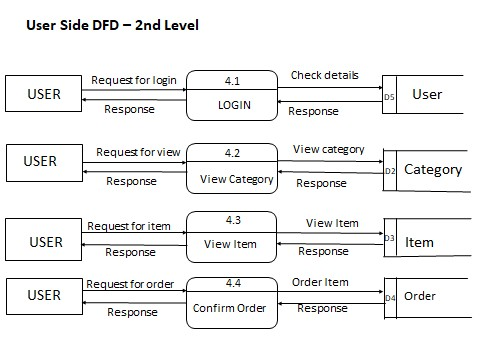 User Side DFD – 2nd Level
Request for login
4.1
Check details
USER
LOGIN
D5
User
Response
Response
Request for view
4.2
View category
USER
View Category
D2
Category
Response
Response
Request for item
4.3
View Item
USER
View Item
D3
Item
Response
Response
Request for order
4.4
Order Item
USER
Confirm Order
D4
Order
Response
Response